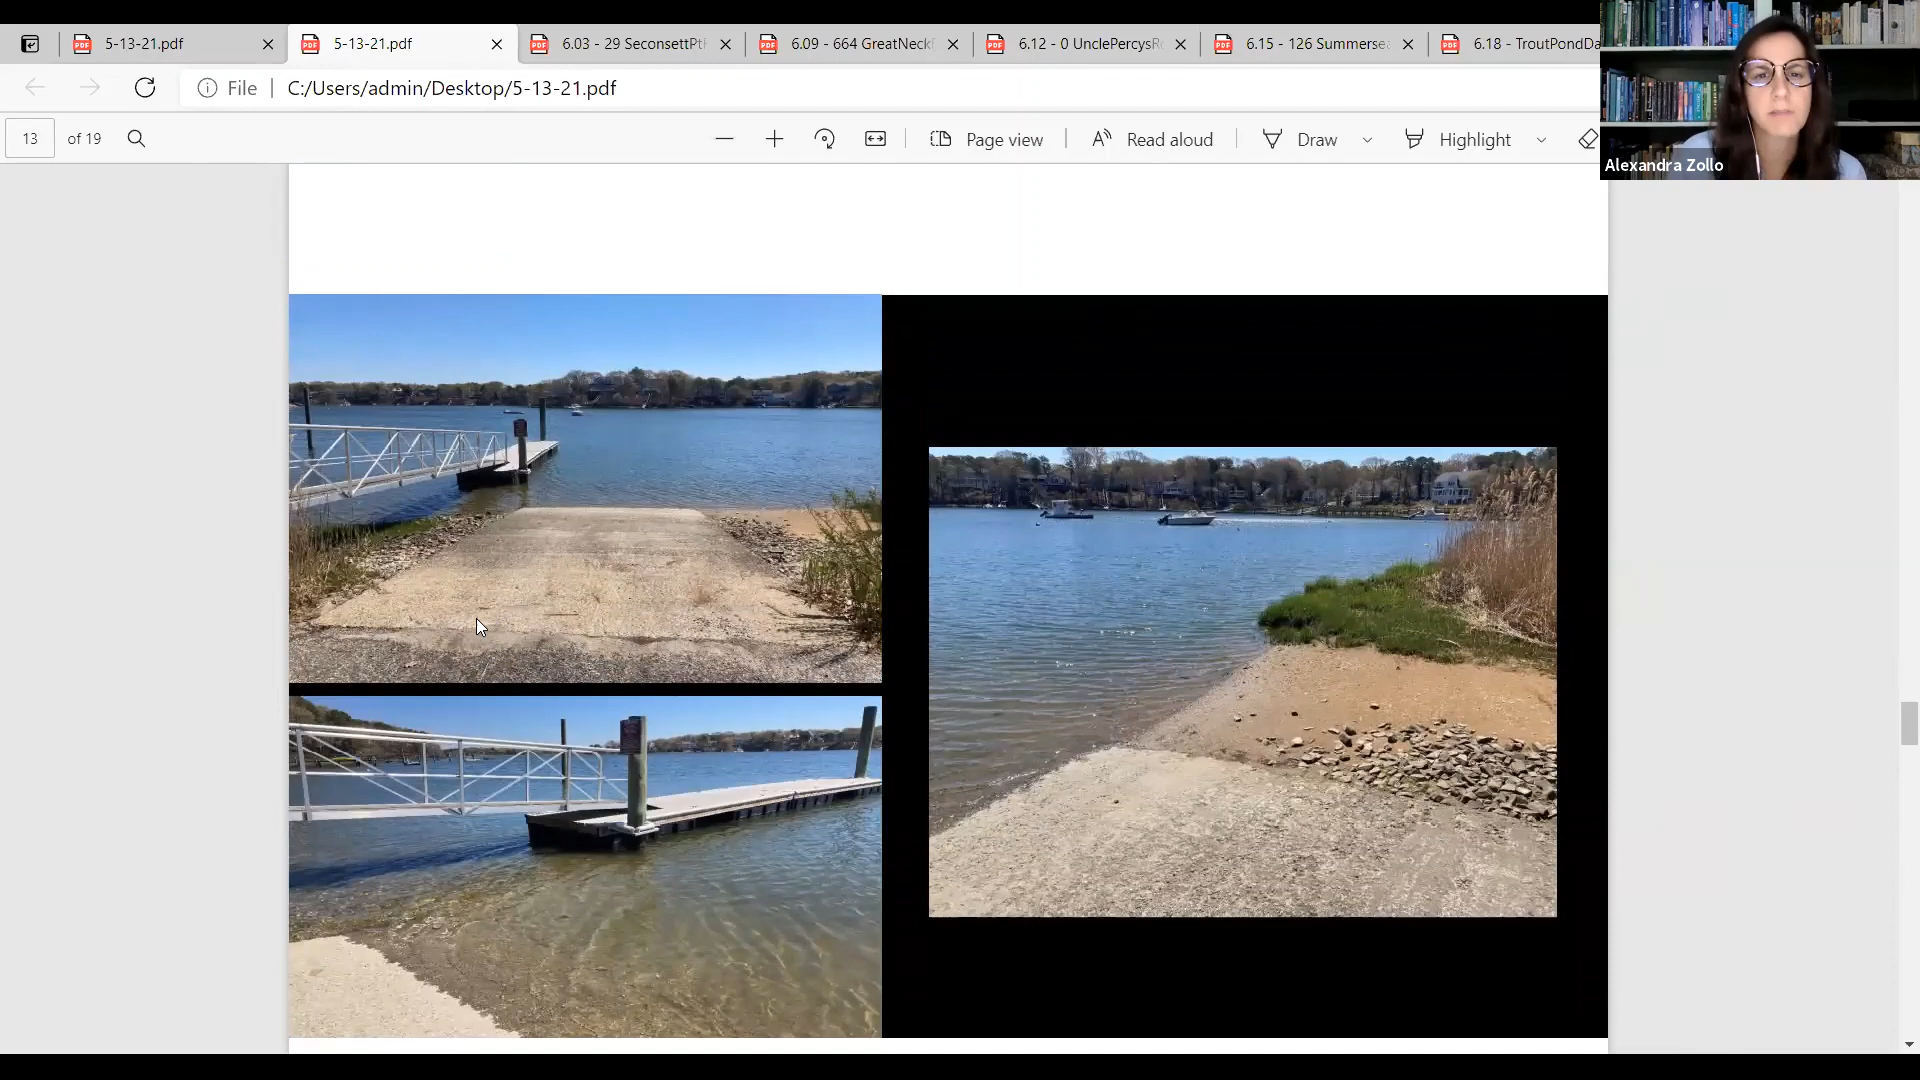 5-13-21.pdf
5-13-21.pdf
6.03 - 29 SeconsettPt
6.09 - 664 GreatNeck
6.12 - 0 UnclePercysR
6.15 - 126 Summersea
6.18 - TroutPondDa
File
C:/Users/admin/Desktop/5-13-21.pdf
13 of 19
Page view
Read aloud
Draw
Highlight
Alexandra Zollo